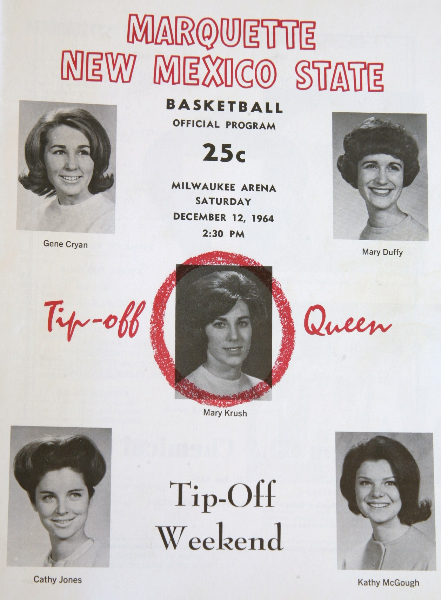 MARQUETTE
NEW MEXICO STATE
BASKETBALL
OFFICIAL PROGRAM
25c
MILWAUKEE ARENA
SATURDAY
DECEMBER 12, 1964
2:30 PM
Gene Cryan
Mary Duffy
Tip-off Queen
Mary Krush
Tip-Off
Weekend
Cathy Jones
Kathy McGough